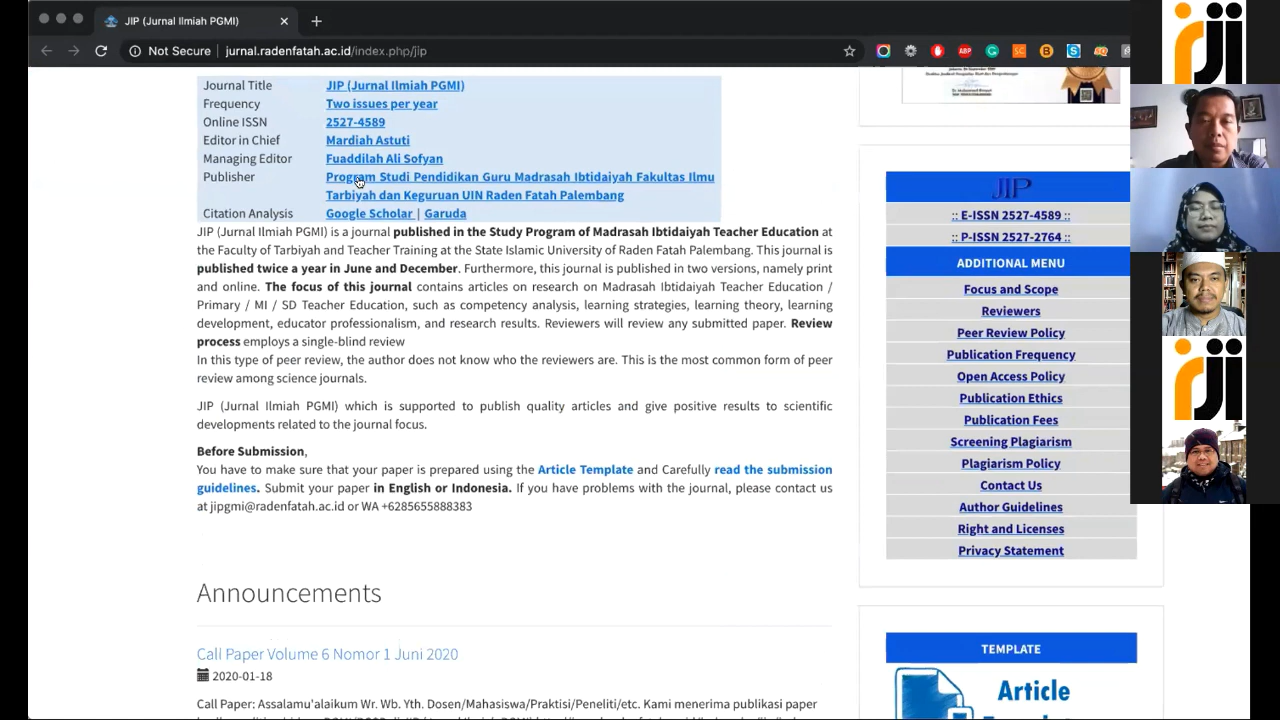 JIP (Jurnal Ilmiah PGMI)
Not Secure
jurnal.radenfatah.ac.id/index.php/jip
ABP
SC
Journal Title JIP (Jurnal Ilmiah PGMI)
Frequency Two issues per year
Online ISSN 2527-4589
Editor in Chief Mardiah Astuti
Managing Editor Fuaddilah Ali Sofyan
Publisher Program Studi Pendidikan Guru Madrasah Ibtidaiyah Fakultas Ilmu
Tarbiyah dan Keguruan UIN Raden Fatah Palembang
Citation Analysis Google Scholar | Garuda
JIP (Jurnal Ilmiah PGMI) is a journal published in the Study Program of Madrasah Ibtidaiyah Teacher Education at
the Faculty of Tarbiyah and Teacher Training at the State Islamic University of Raden Fatah Palembang. This journal is
published twice a year in June and December. Furthermore, this journal is published in two versions, namely print
and online. The focus of this journal contains articles on research on Madrasah Ibtidaiyah Teacher Education /
Primary / MI / SD Teacher Education, such as competency analysis, learning strategies, learning theory, learning
development, educator professionalism, and research results. Reviewers will review any submitted paper. Review
process employs a single-blind review
In this type of peer review, the author does not know who the reviewers are. This is the most common form of peer
review among science journals.
JIP (Jurnal Ilmiah PGMI) which is supported to publish quality articles and give positive results to scientific
developments related to the journal focus.
Before Submission,
You have to make sure that your paper is prepared using the Article Template and Carefully read the submission
guidelines. Submit your paper in English or Indonesia. If you have problems with the journal, please contact us
at jipgmi@radenfatah.ac.id or WA +6285655888383
Announcements
Call Paper Volume 6 Nomor 1 Juni 2020
2020-01-18
Call Paper: Assalamu'alaikum Wr. Wb. Yth. Dosen/Mahasiswa/Praktisi/Peneliti/etc. Kami menerima publikasi paper
JIP
:: E-ISSN 2527-4589 ::
:: P-ISSN 2527-2764 ::
ADDITIONAL MENU
Focus and Scope
Reviewers
Peer Review Policy
Publication Frequency
Open Access Policy
Publication Ethics
Publication Fees
Screening Plagiarism
Plagiarism Policy
Contact Us
Author Guidelines
Right and Licenses
Privacy Statement
TEMPLATE
Article
rji
rji